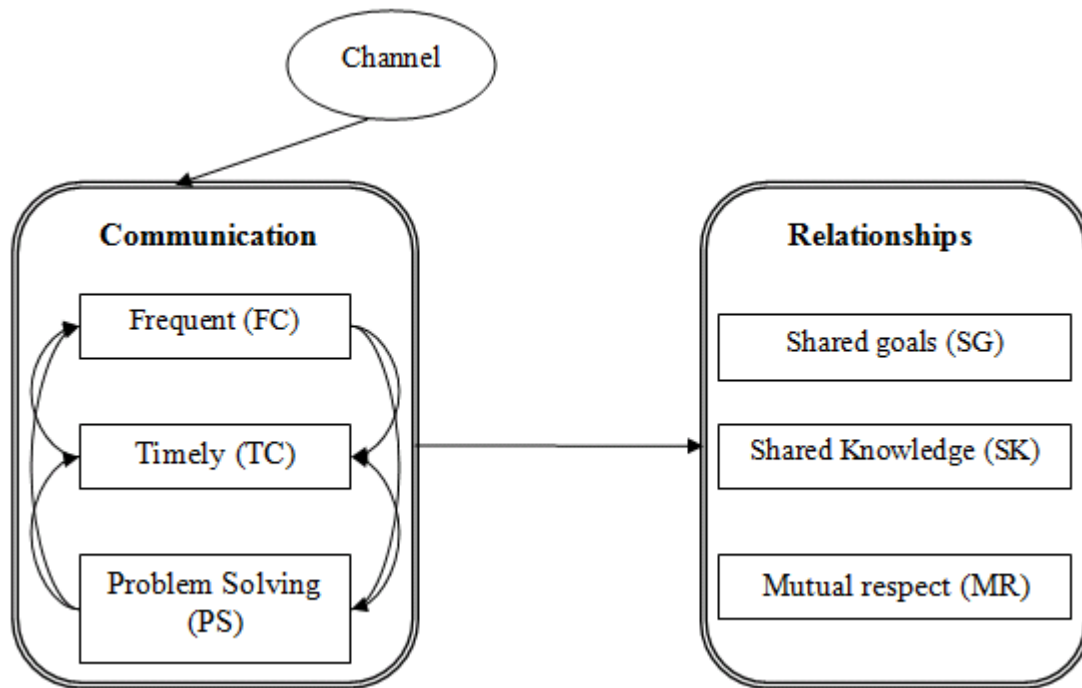 Channel
Communication
Frequent (FC)
Timely (TC)
Problem Solving
(PS)
Relationships
Shared goals (SG)
Shared Knowledge (SK)
Mutual respect (MR)